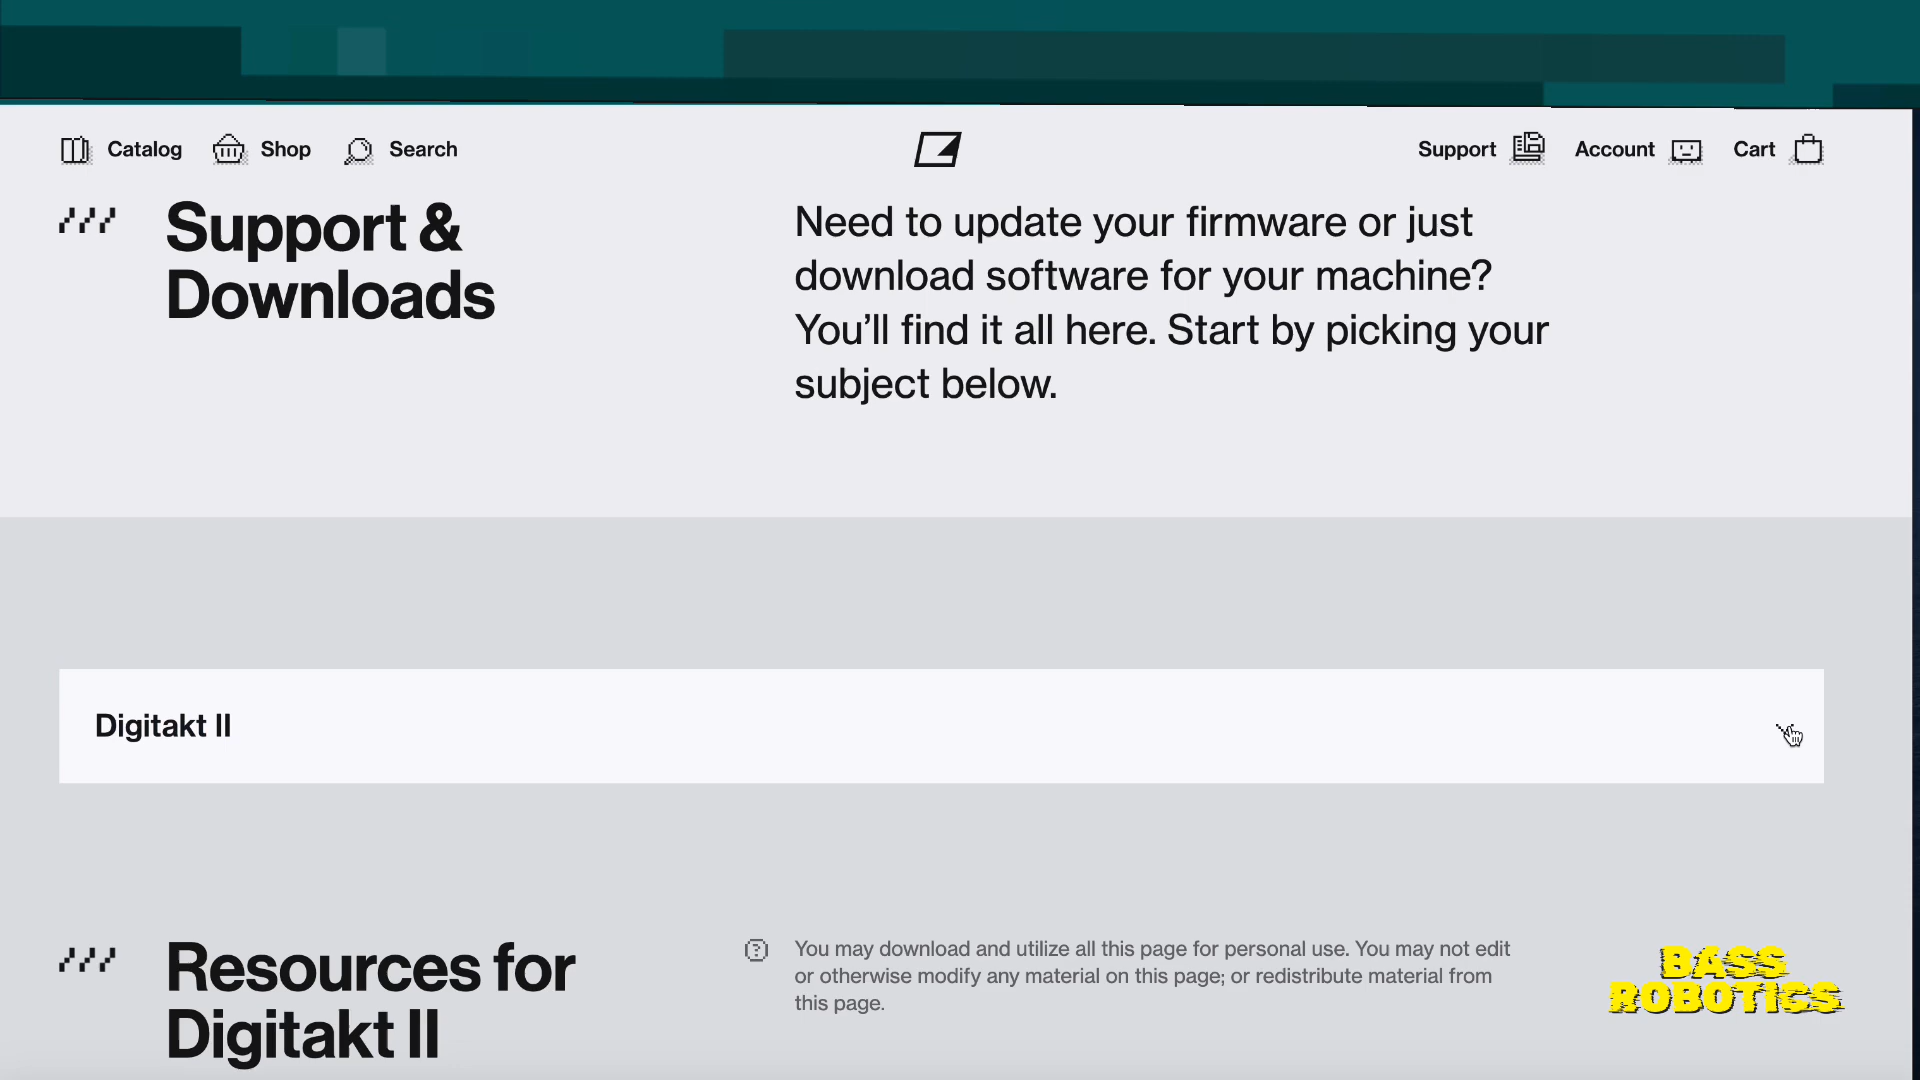 Catalog
Shop
Search
Support
Account
Cart
Support &
Downloads
Need to update your firmware or just
download software for your machine?
You’ll find it all here. Start by picking your
subject below.
Digitakt II
Resources for
Digitakt II
You may download and utilize all this page for personal use. You may not edit
or otherwise modify any material on this page; or redistribute material from
this page.
BASS
ROBOTICS